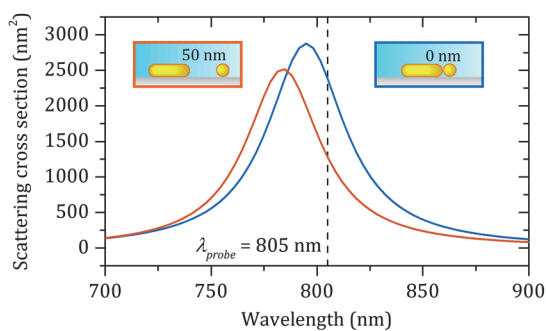 Scattering cross section (nm²)
3000
2500
2000
1500
1000
500
0
50 nm
0 nm
λprobe = 805 nm
700
750
800
850
900
Wavelength (nm)